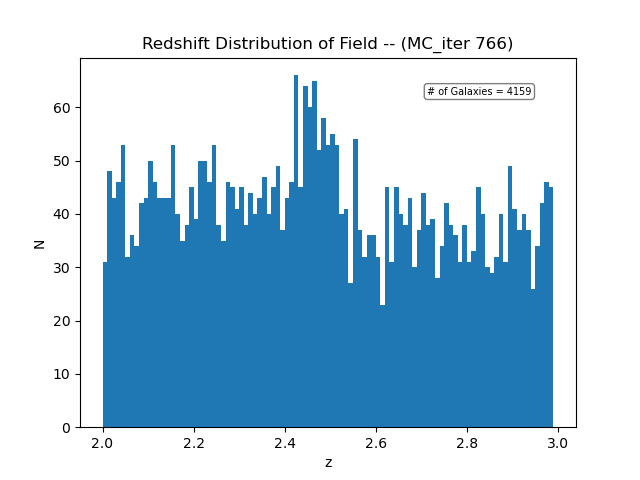 Redshift Distribution of Field -- (MC_iter 766)
# of Galaxies = 4159
60
50
40
30
20
10
0
N
2.0 2.2 2.4 2.6 2.8 3.0
z